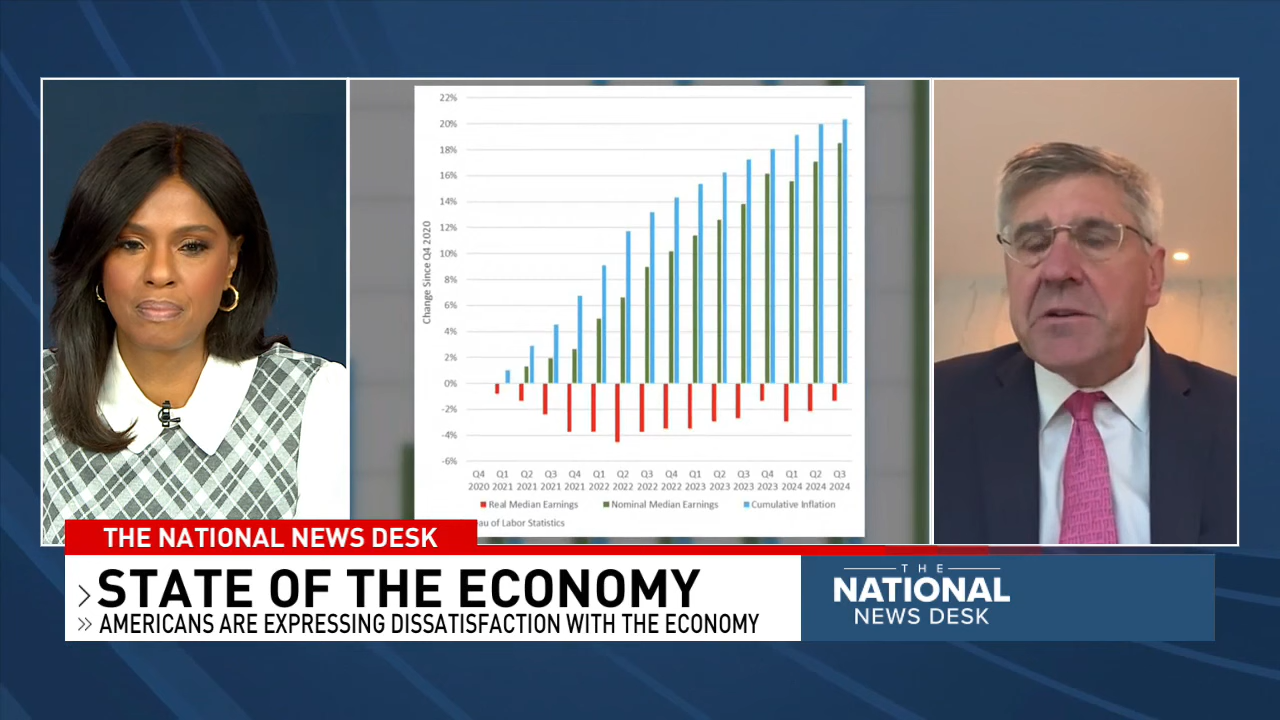 22%
20%
18%
16%
14%
12%
10%
8%
6%
4%
2%
0%
-2%
-4%
-6%
Change Since Q4 2020
Q4 Q1 Q2 Q3 Q4 Q1 Q2 Q3 Q4 Q1 Q2 Q3 Q4 Q1 Q2 Q3
2020 2021 2021 2021 2021 2022 2022 2022 2022 2023 2023 2023 2023 2024 2024 2024
Real Median Earnings Nominal Median Earnings Cumulative Inflation
of Labor Statistics
THE NATIONAL NEWS DESK
STATE OF THE ECONOMY
AMERICANS ARE EXPRESSING DISSATISFACTION WITH THE ECONOMY
THE
NATIONAL
NEWS DESK